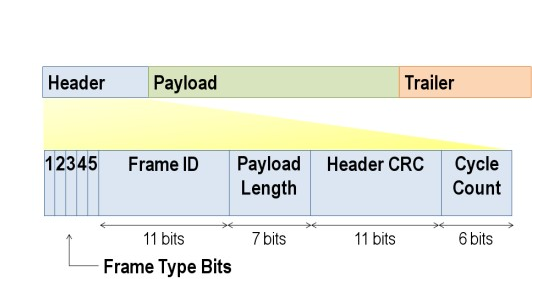 Header Payload Trailer
1 2 3 4 5 Frame ID Payload Length Header CRC Cycle Count
11 bits 7 bits 11 bits 6 bits
Frame Type Bits